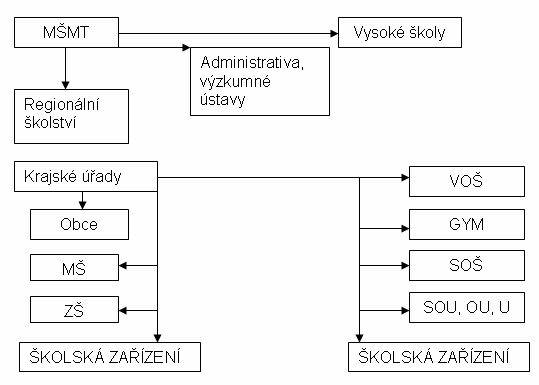 MŠMT
Vysoké školy
Administrativa,
výzkumné
ústavy
Regionální
školství
Krajské úřady
VOŠ
Obce
GYM
MŠ
SOŠ
ZŠ
SOU, OU, U
ŠKOLSKÁ ZAŘÍZENÍ
ŠKOLSKÁ ZAŘÍZENÍ